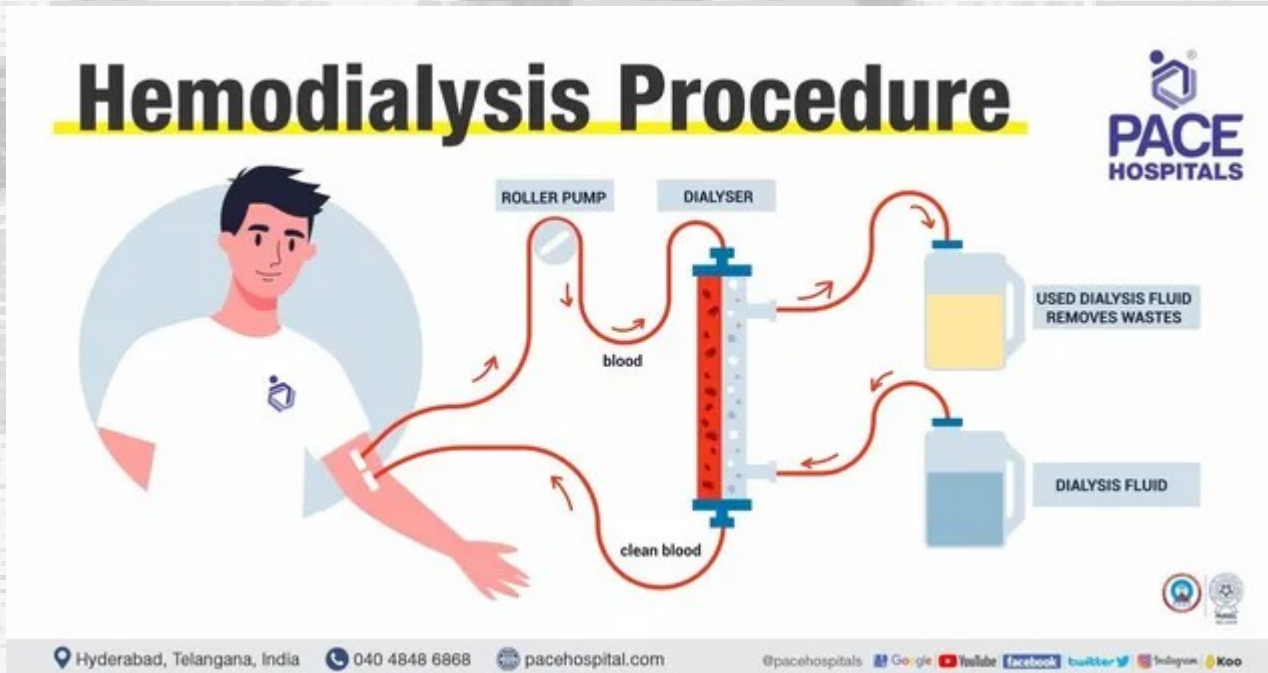 Hemodialysis Procedure
PACE
HOSPITALS
ROLLER PUMP
DIALYSER
USED DIALYSIS FLUID
REMOVES WASTES
blood
DIALYSIS FLUID
clean blood
Hyderabad, Telangana, India 040 4848 6868 pacehospital.com @pacehospitals Google YouTube facebook twitter Instagram Koo